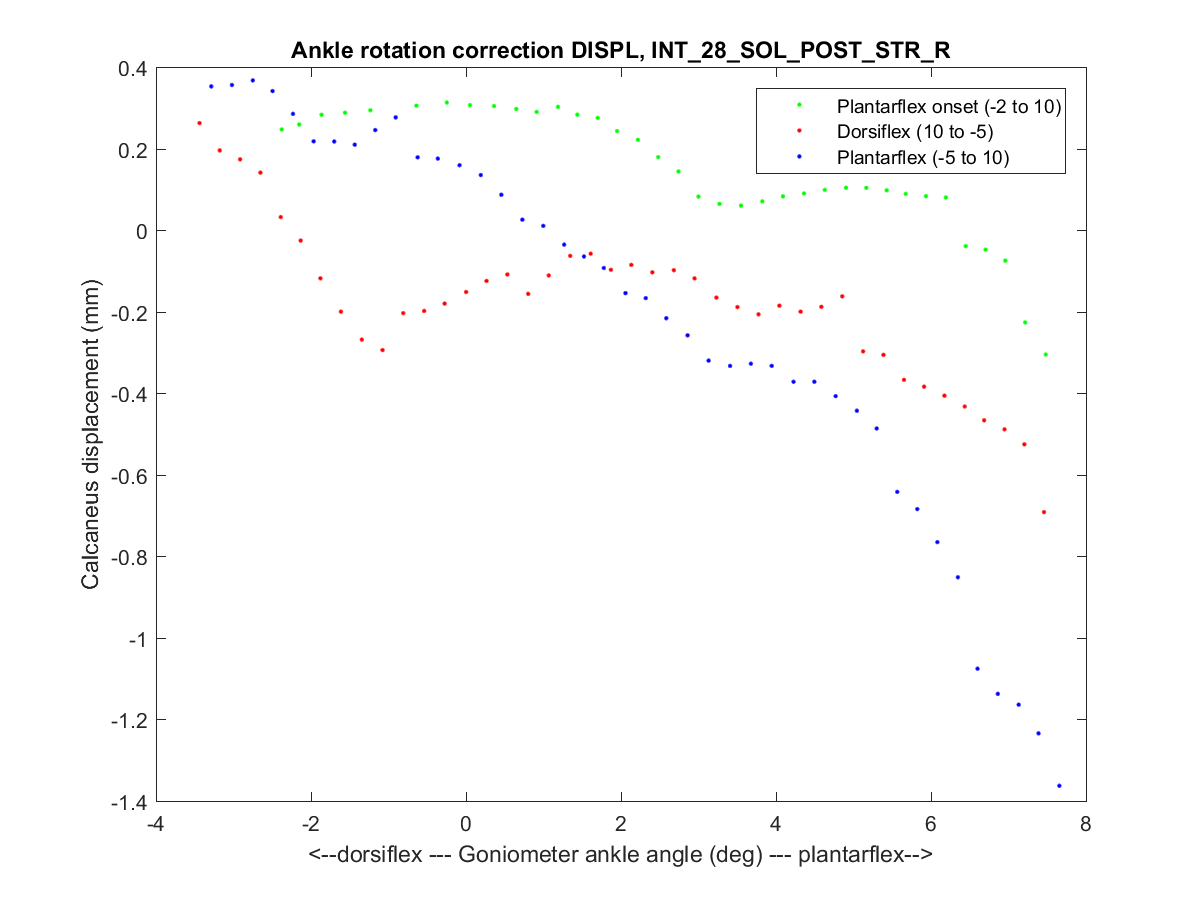 Ankle rotation correction DISPL, INT_28_SOL_POST_STR_R
Plantarflex onset (-2 to 10)
Dorsiflex (10 to -5)
Plantarflex (-5 to 10)
0.4
0.2
0
-0.2
-0.4
-0.6
-0.8
-1
-1.2
-1.4
Calcaneus displacement (mm)
-4 -2 0 2 4 6 8
<--dorsiflex --- Goniometer ankle angle (deg) --- plantarflex-->